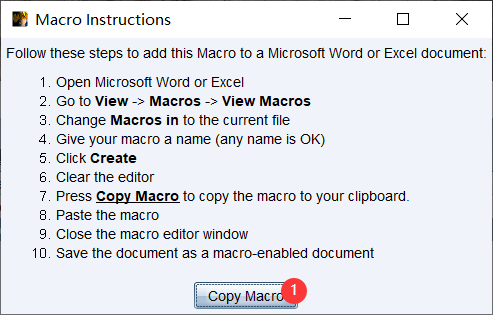 Macro Instructions
Follow these steps to add this Macro to a Microsoft Word or Excel document:
1. Open Microsoft Word or Excel
2. Go to View -> Macros -> View Macros
3. Change Macros in to the current file
4. Give your macro a name (any name is OK)
5. Click Create
6. Clear the editor
7. Press Copy Macro to copy the macro to your clipboard.
8. Paste the macro
9. Close the macro editor window
10. Save the document as a macro-enabled document
Copy Macro 1